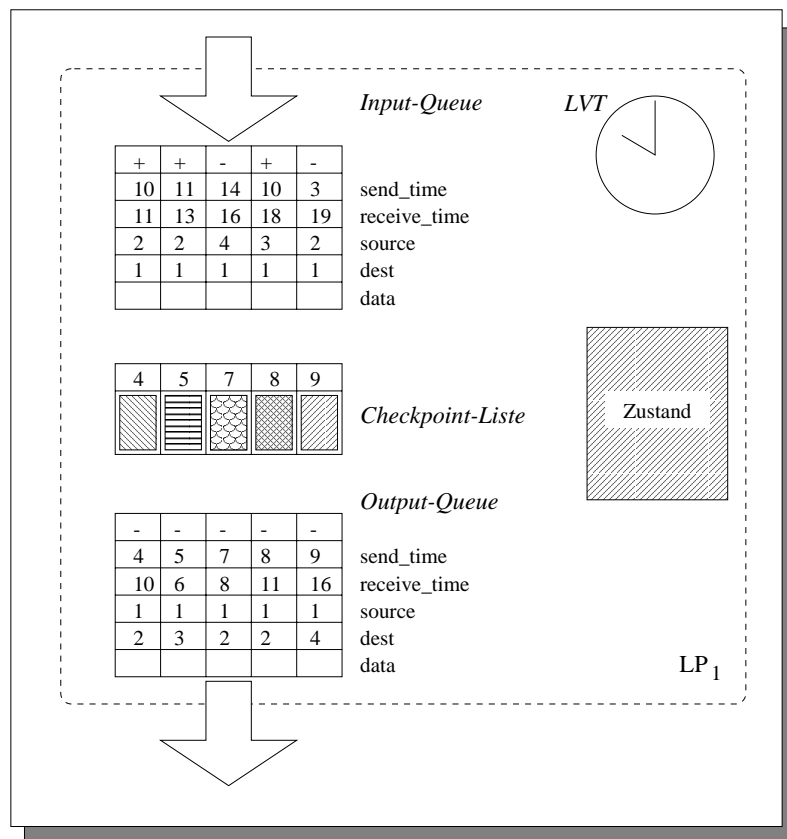 Input-Queue LVT
+ + - + -
10 11 14 10 3 send_time
11 13 16 18 19 receive_time
2 2 4 3 2 source
1 1 1 1 1 dest
data
4 5 7 8 9
Checkpoint-Liste
Zustand
Output-Queue
- - - - -
4 5 7 8 9 send_time
10 6 8 11 16 receive_time
1 1 1 1 1 source
2 3 2 2 4 dest
data
LP1